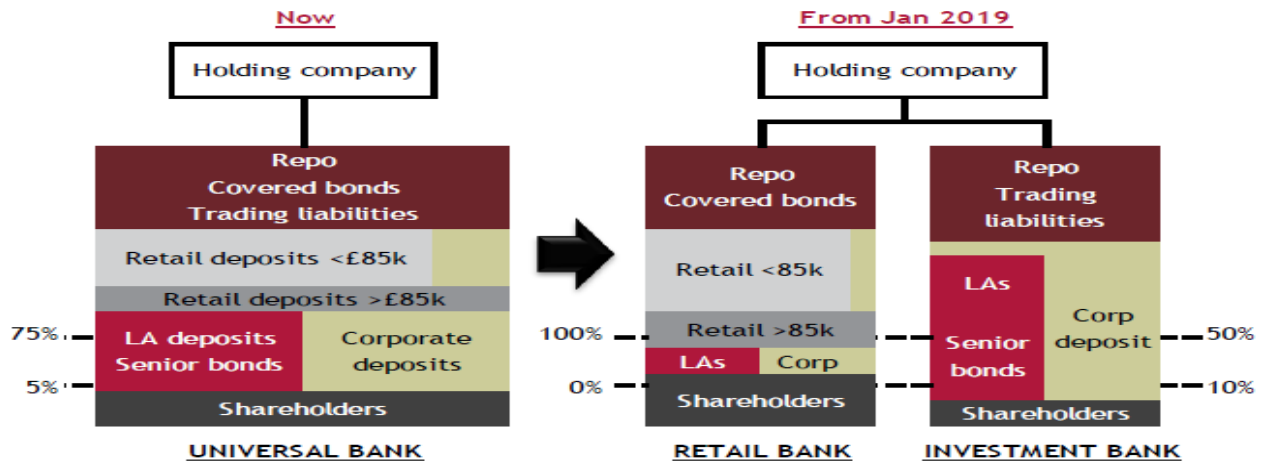 Now
From Jan 2019
Holding company
Holding company
Repo
Covered bonds
Trading liabilities
Retail deposits <£85k
Retail deposits >£85k
75%
LA deposits
Senior bonds
Corporate
deposits
5%
Shareholders
UNIVERSAL BANK
Repo
Covered bonds
Retail <85k
Retail >85k
100%
LAs
Corp
0%
Shareholders
RETAIL BANK
Repo
Trading
liabilities
LAs
Senior
bonds
Corp
deposit
50%
10%
Shareholders
INVESTMENT BANK